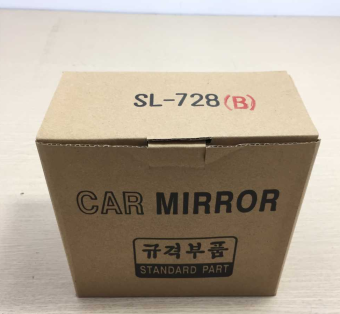 SL-728(B)
CAR MIRROR
규격부품
STANDARD PART